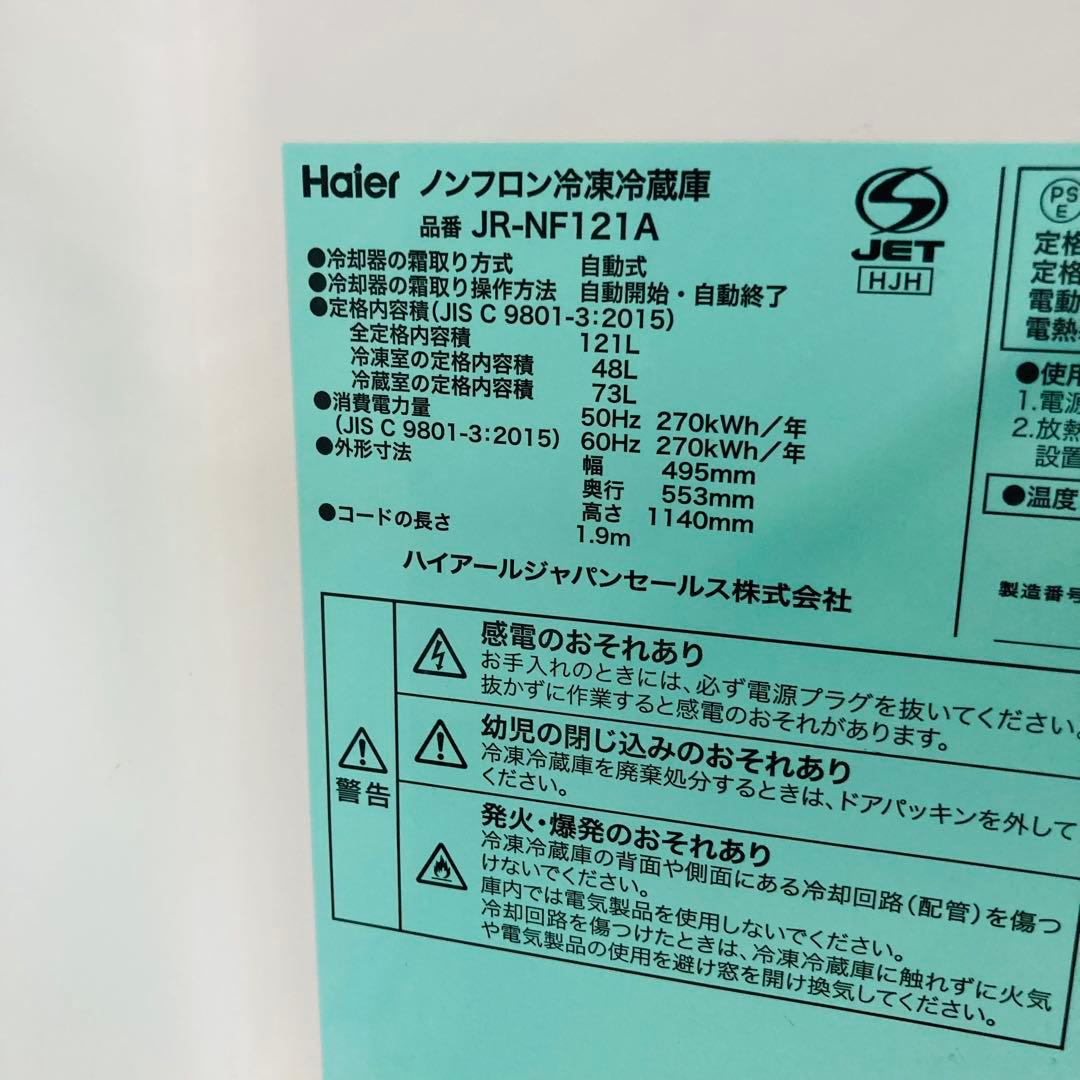 Haier ノンフロン冷凍冷蔵庫
品番 JR-NF121A
●冷却器の霜取り方式 自動式
●冷却器の霜取り操作方法 自動開始・自動終了
●定格内容積(JIS C 9801-3:2015)
全定格内容積 121L
冷凍室の定格内容積 48L
冷蔵室の定格内容積 73L
●消費電力量 50Hz 270kWh/年
(JIS C 9801-3:2015) 60Hz 270kWh/年
●外形寸法 幅 495mm
奥行 553mm
高さ 1140mm
●コードの長さ 1.9m
ハイアールジャパンセールス株式会社
JET
HJH
PS
E
定格
定格
電動
電熱
●使用
1.電源
2.放熱
設置
●温度
製造番号
警告
感電のおそれあり
お手入れのときには、必ず電源プラグを抜いてください。
抜かずに作業すると感電のおそれがあります。
幼児の閉じ込みのおそれあり
冷凍冷蔵庫を廃棄処分するときは、ドアパッキンを外して
ください。
発火・爆発のおそれあり
冷凍冷蔵庫の背面や側面にある冷却回路(配管)を傷つ
けないでください。
庫内では電気製品を使用しないでください。
冷却回路を傷つけたときは、冷凍冷蔵庫に触れずに火気
や電気製品の使用を避け窓を開け換気してください。